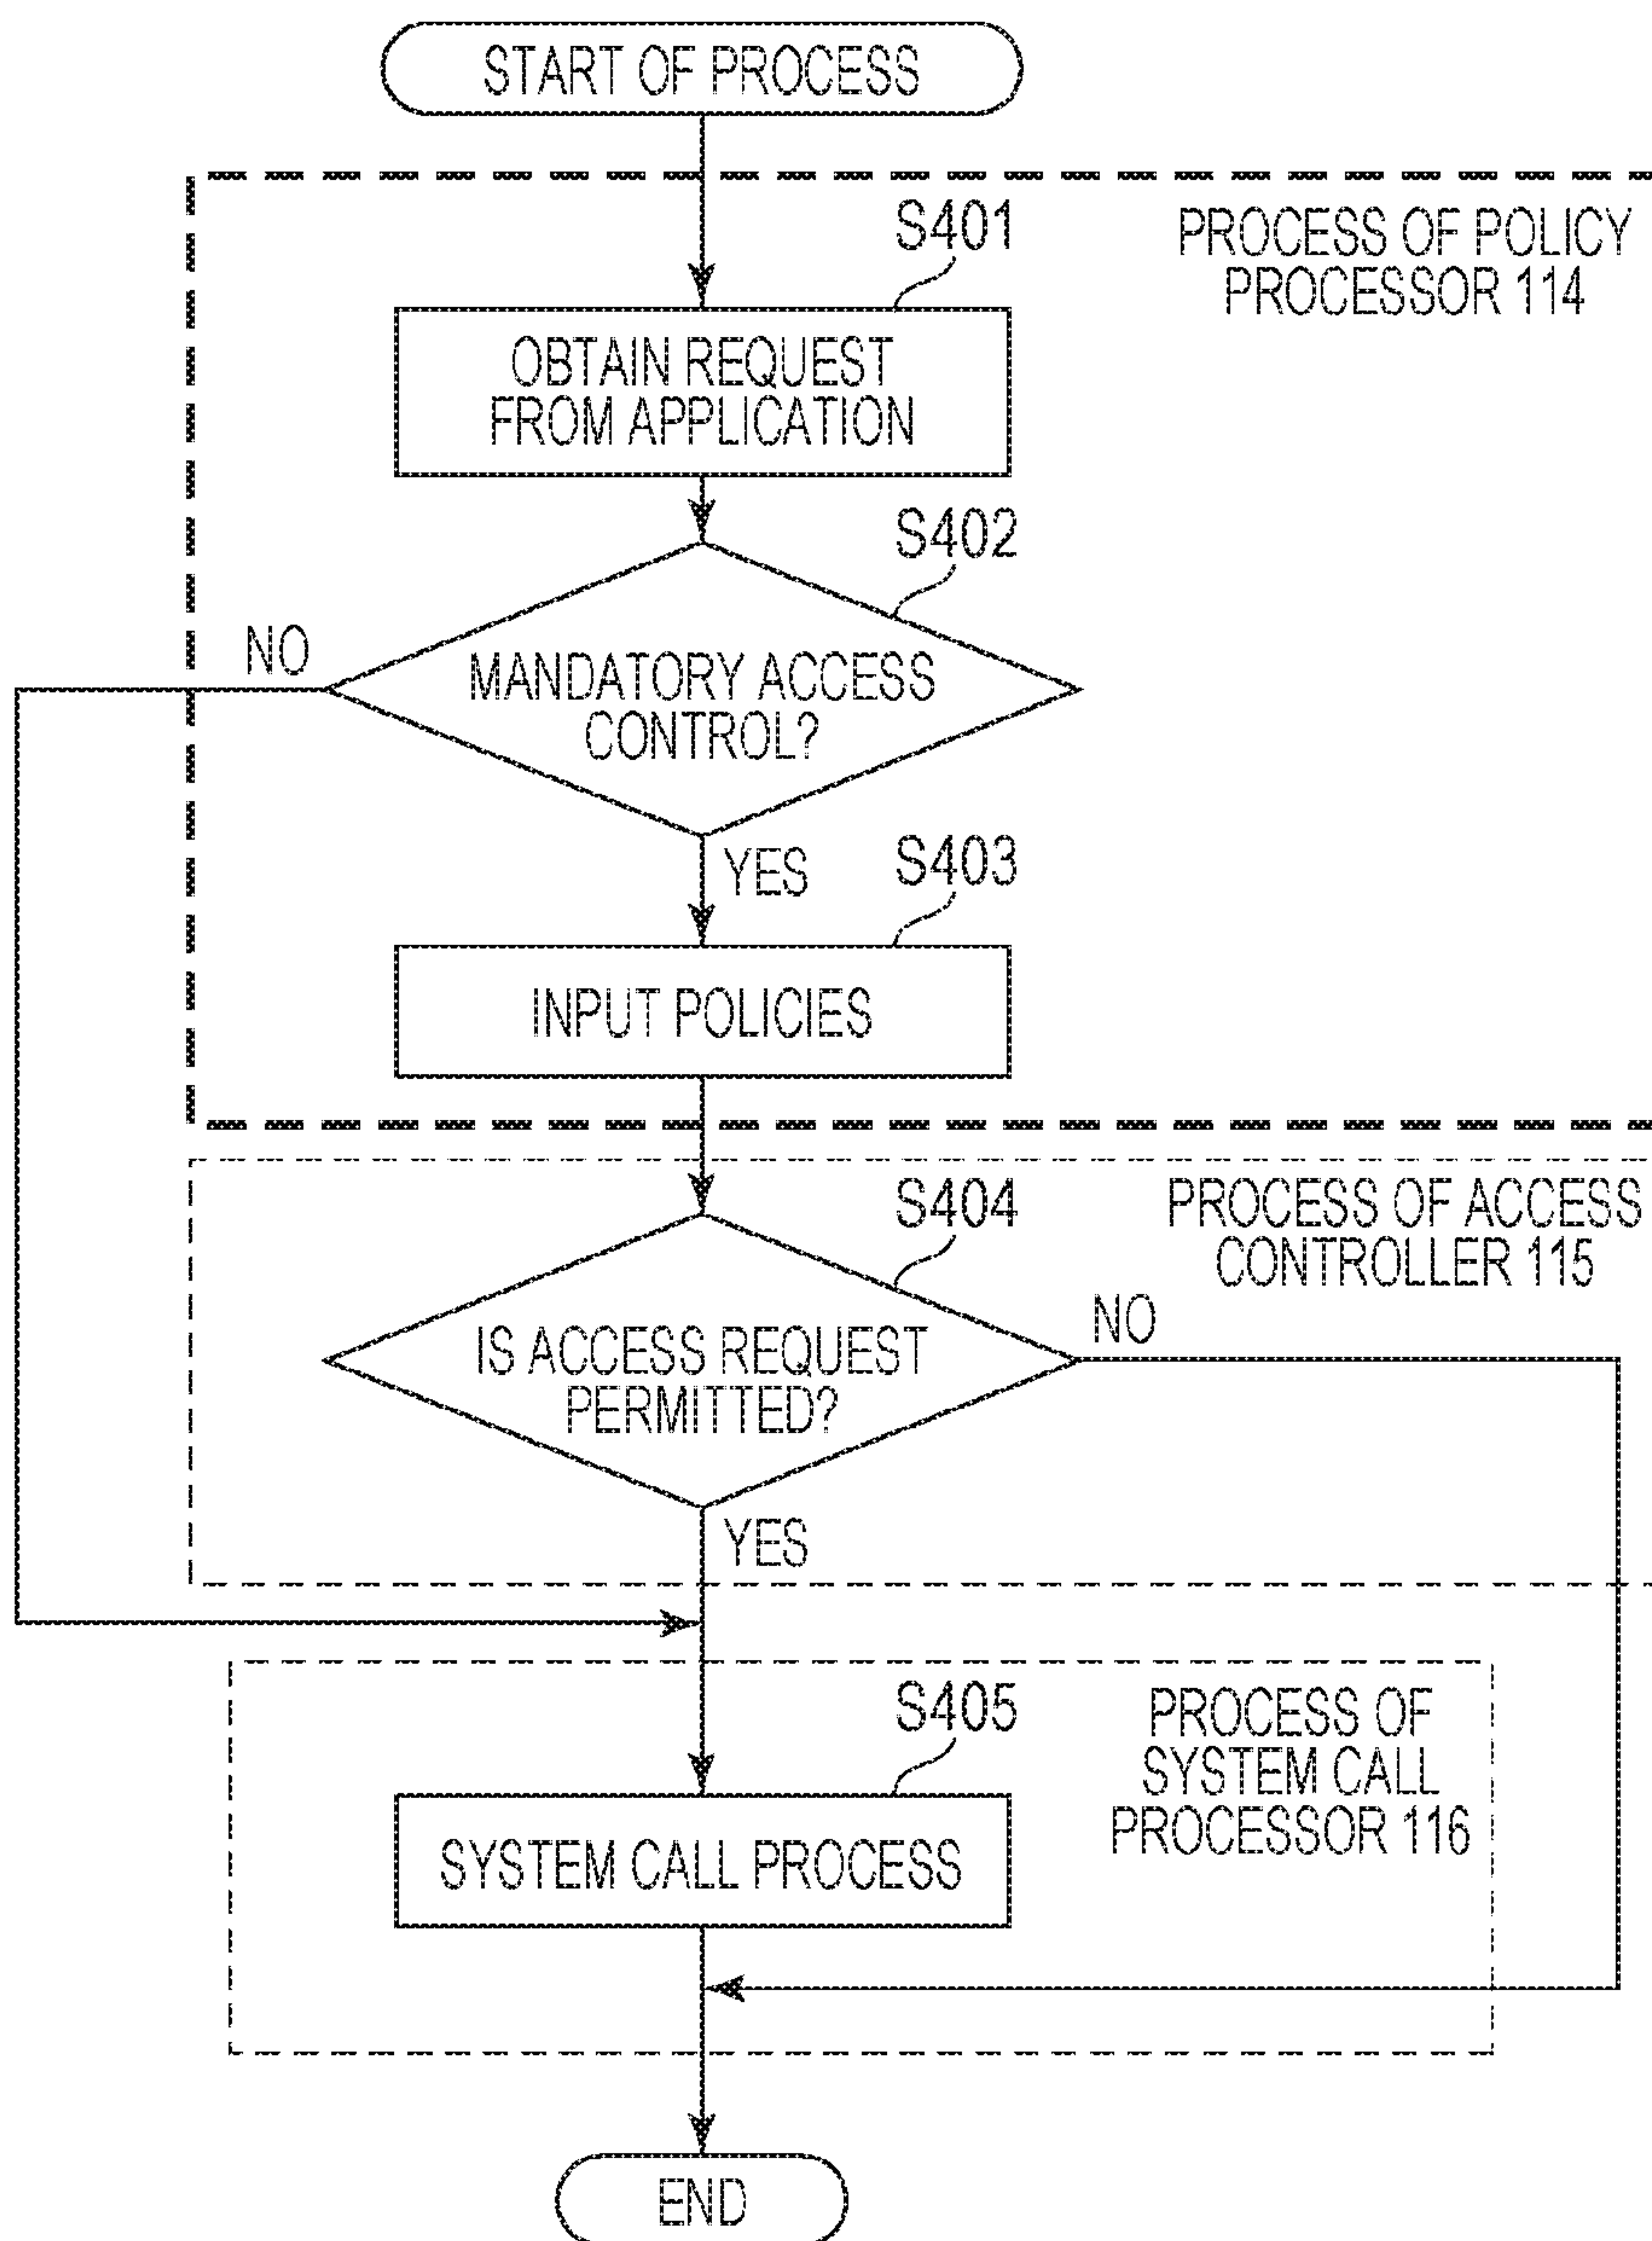 START OF PROCESS
S401
PROCESS OF POLICY
PROCESSOR 114
OBTAIN REQUEST
FROM APPLICATION
S402
NO
MANDATORY ACCESS
CONTROL?
YES
S403
INPUT POLICIES
S404
PROCESS OF ACCESS
CONTROLLER 115
NO
IS ACCESS REQUEST
PERMITTED?
YES
S405
PROCESS OF
SYSTEM CALL
PROCESSOR 116
SYSTEM CALL PROCESS
END